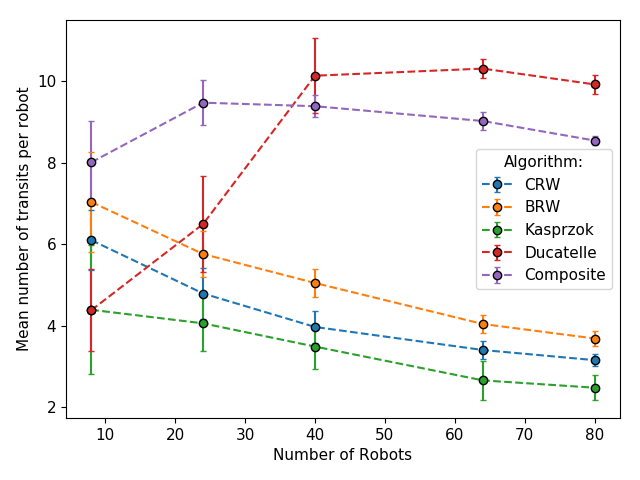 Mean number of transits per robot
10
8
6
4
2
Algorithm:
CRW
BRW
Kasprzok
Ducatelle
Composite
10 20 30 40 50 60 70 80
Number of Robots